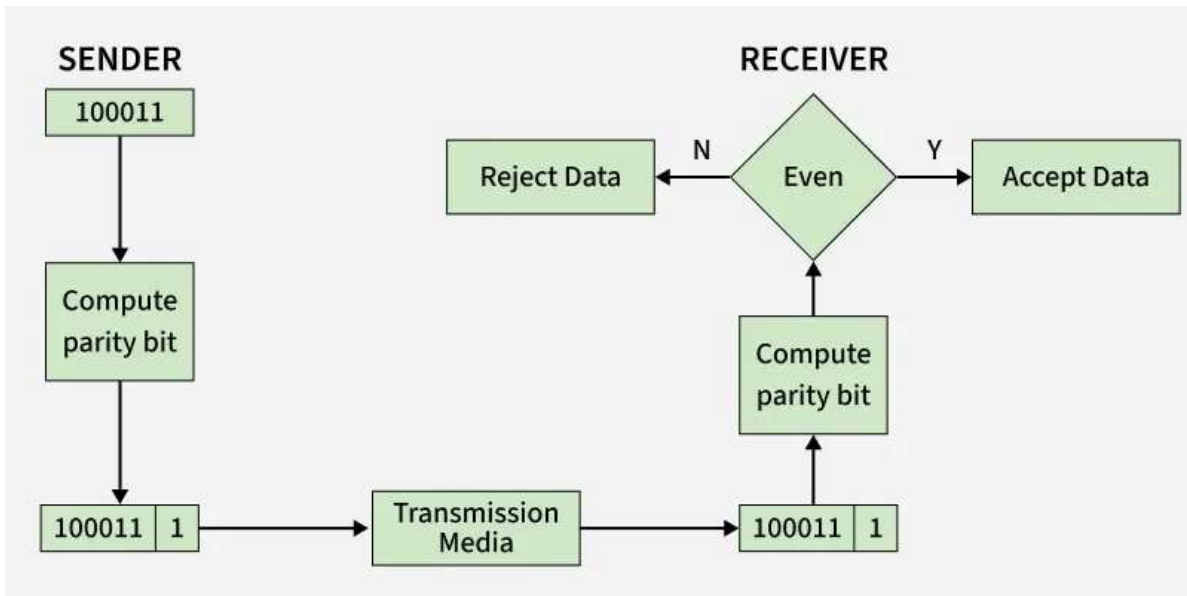 SENDER
100011
Compute
parity bit
100011 1
Transmission
Media
RECEIVER
Reject Data
N
Even
Y
Accept Data
Compute
parity bit
100011 1